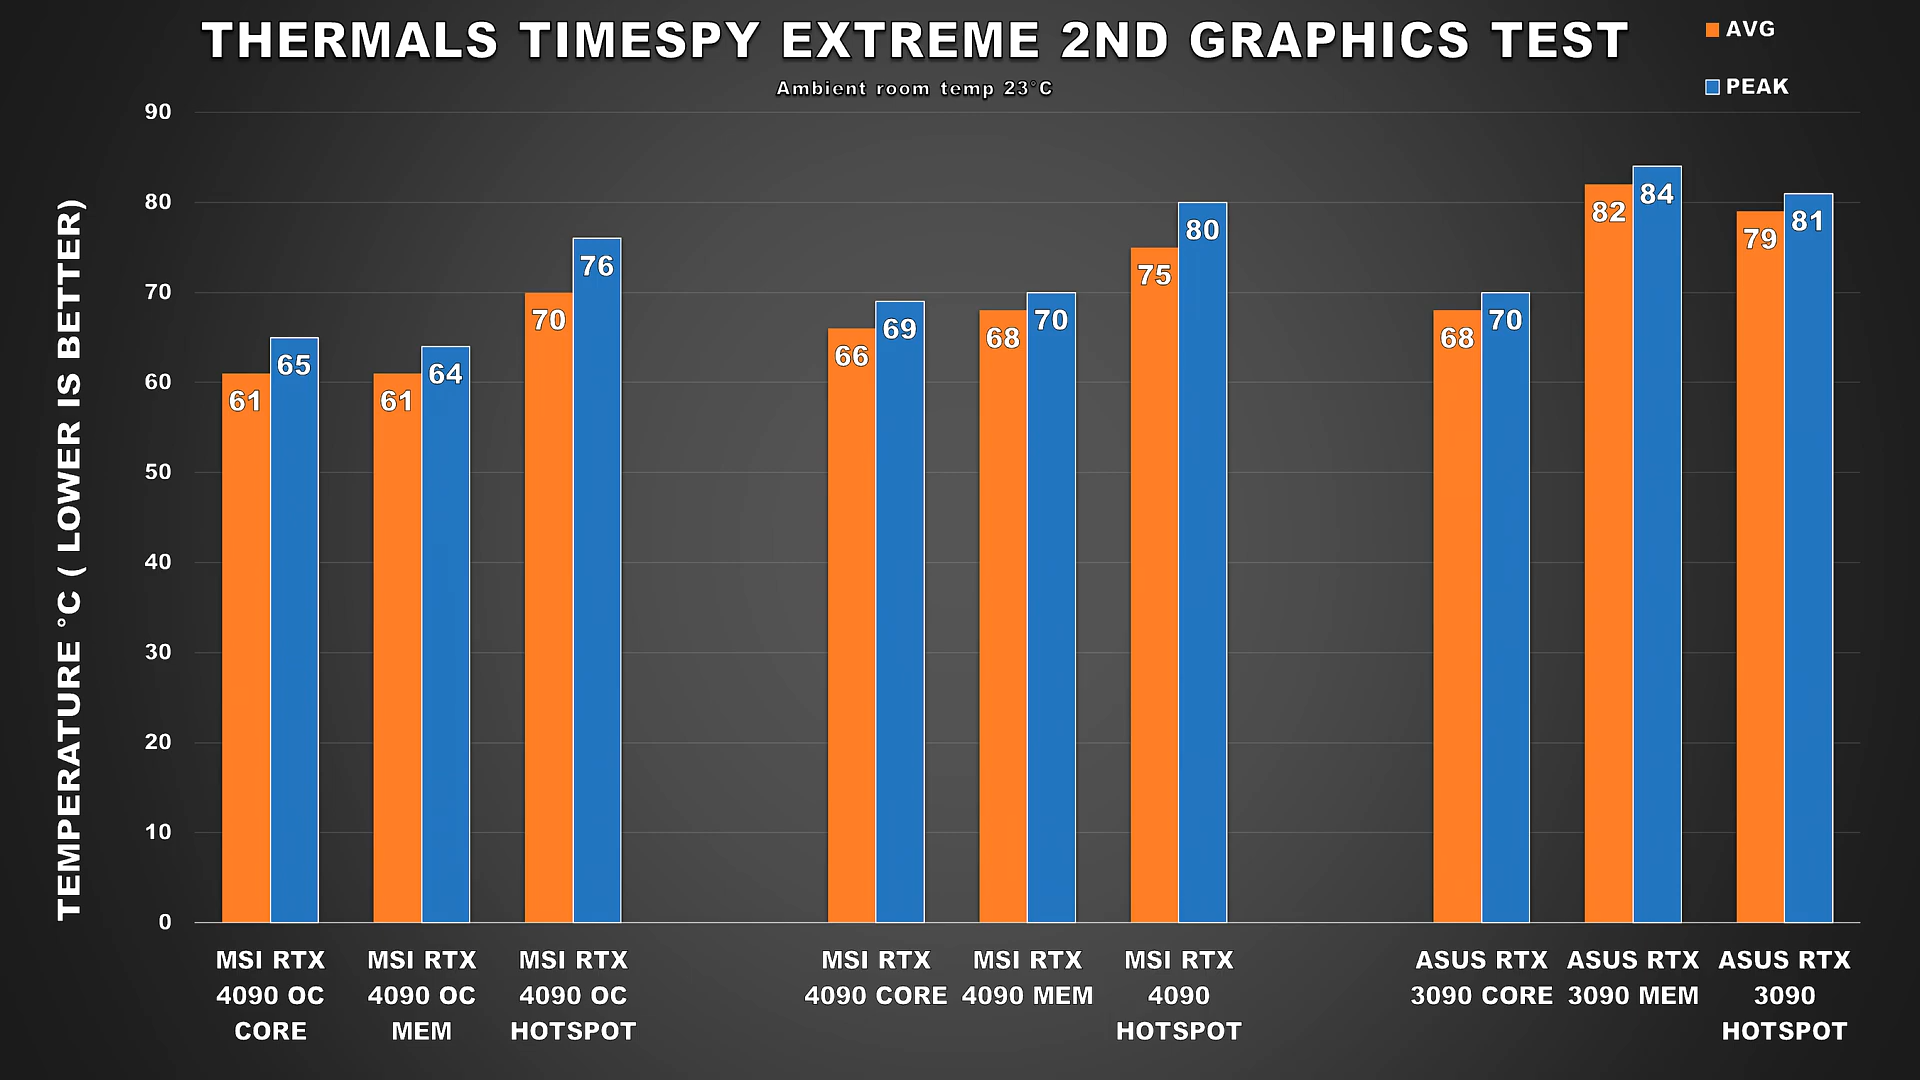 THERMALS TIMESPY EXTREME 2ND GRAPHICS TEST
Ambient room temp 23°C
AVG
PEAK
TEMPERATURE °C ( LOWER IS BETTER)
90
80
70
60
50
40
30
20
10
0
61
65
61
64
70
76
66
69
68
70
75
80
68
70
82
84
79
81
MSI RTX
4090 OC
CORE
MSI RTX
4090 OC
MEM
MSI RTX
4090 OC
HOTSPOT
MSI RTX
4090 CORE
MSI RTX
4090 MEM
MSI RTX
4090
HOTSPOT
ASUS RTX
3090 CORE
ASUS RTX
3090 MEM
ASUS RTX
3090
HOTSPOT